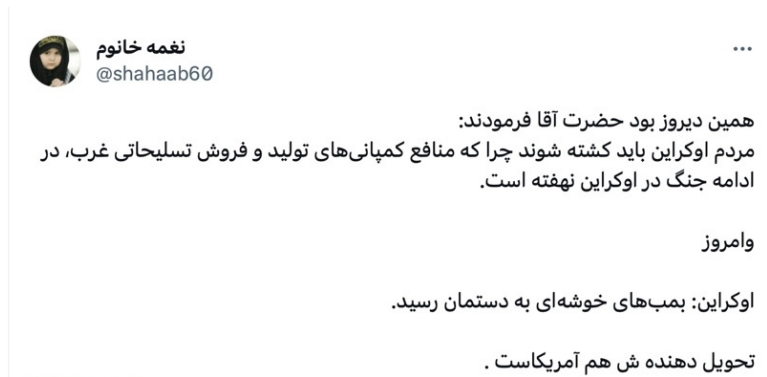 نغمه خانوم
@shahaab60
همین دیروز بود حضرت آقا فرمودند:
مردم اوکراین باید کشته شوند چرا که منافع کمپانی‌های تولید و فروش تسلیحاتی غرب، در
ادامه جنگ در اوکراین نهفته است.
وامروز
اوکراین: بمب‌های خوشه‌ای به دستمان رسید.
تحویل دهنده ش هم آمریکاست .